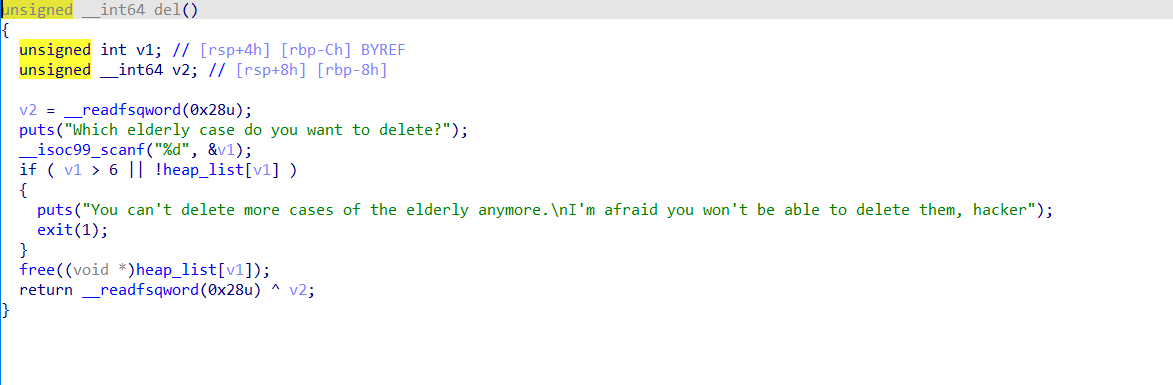 unsigned __int64 del()
{
  unsigned int v1; // [rsp+4h] [rbp-Ch] BYREF
  unsigned __int64 v2; // [rsp+8h] [rbp-8h]

  v2 = __readfsqword(0x28u);
  puts("Which elderly case do you want to delete?");
  __isoc99_scanf("%d", &v1);
  if ( v1 > 6 || !heap_list[v1] )
  {
    puts("You can't delete more cases of the elderly anymore.\nI'm afraid you won't be able to delete them, hacker");
    exit(1);
  }
  free((void *)heap_list[v1]);
  return __readfsqword(0x28u) ^ v2;
}